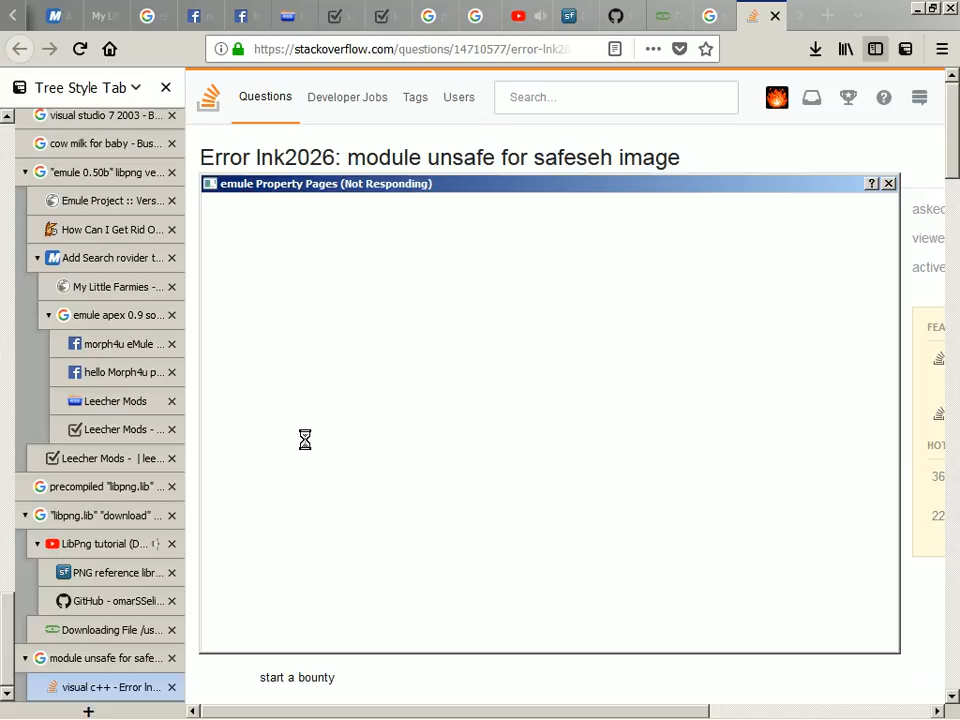 My Li
https://stackoverflow.com/questions/14710577/error-lnk20
Tree Style Tab
Questions
Developer Jobs
Tags
Users
Search...
visual studio 7 2003 - B...
cow milk for baby - Bus...
"emule 0.50b" libpng ve...
Emule Project :: Vers...
How Can I Get Rid O...
Add Search rovider t...
My Little Farmies -...
emule apex 0.9 so...
morph4u eMule ...
hello Morph4u p...
Leecher Mods
Leecher Mods - ...
Leecher Mods - | lee...
precompiled "libpng.lib" ...
"libpng.lib" "download" ...
LibPng tutorial (D...
PNG reference libr...
GitHub - omarSSeli...
Downloading File /us...
module unsafe for safe...
visual c++ - Error ln...
Error lnk2026: module unsafe for safeseh image
emule Property Pages (Not Responding)
asked
viewe
active
FEA
HOT
36
22
start a bounty